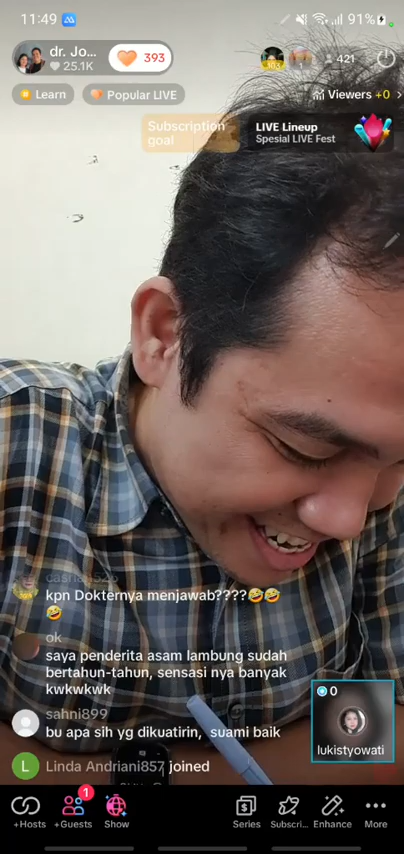 11:49
91%
dr. Jo...
25.1K
393
103
421
Learn
Popular LIVE
Viewers +0 >
Subscription
goal
LIVE Lineup
Spesial LIVE Fest
kpn Dokternya menjawab????🤣🤣
🤣
ok
saya penderita asam lambung sudah
bertahun-tahun, sensasi nya banyak
kwkwkwk
sahni899
bu apa sih yg dikuatirin, suami baik
Linda Andriani857 joined
L
0
lukistyowati
1
+Hosts
+Guests
Show
Series
Subscri...
Enhance
More